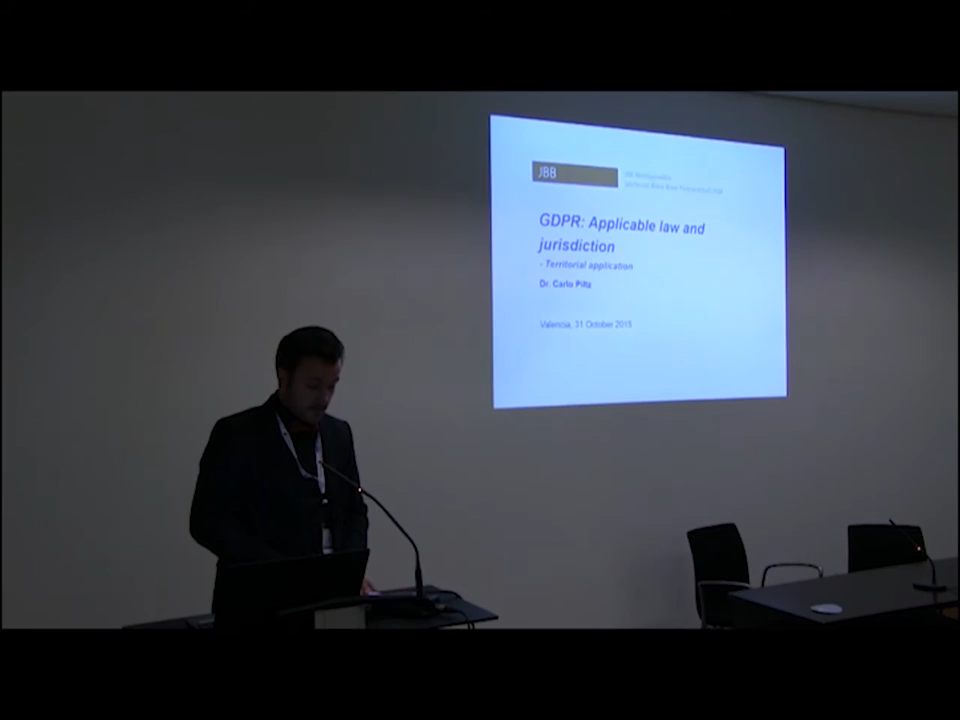 JBB
GDPR: Applicable law and
jurisdiction
- Territorial application
Dr. Carlo Piltz
Valencia, 31 October 2015